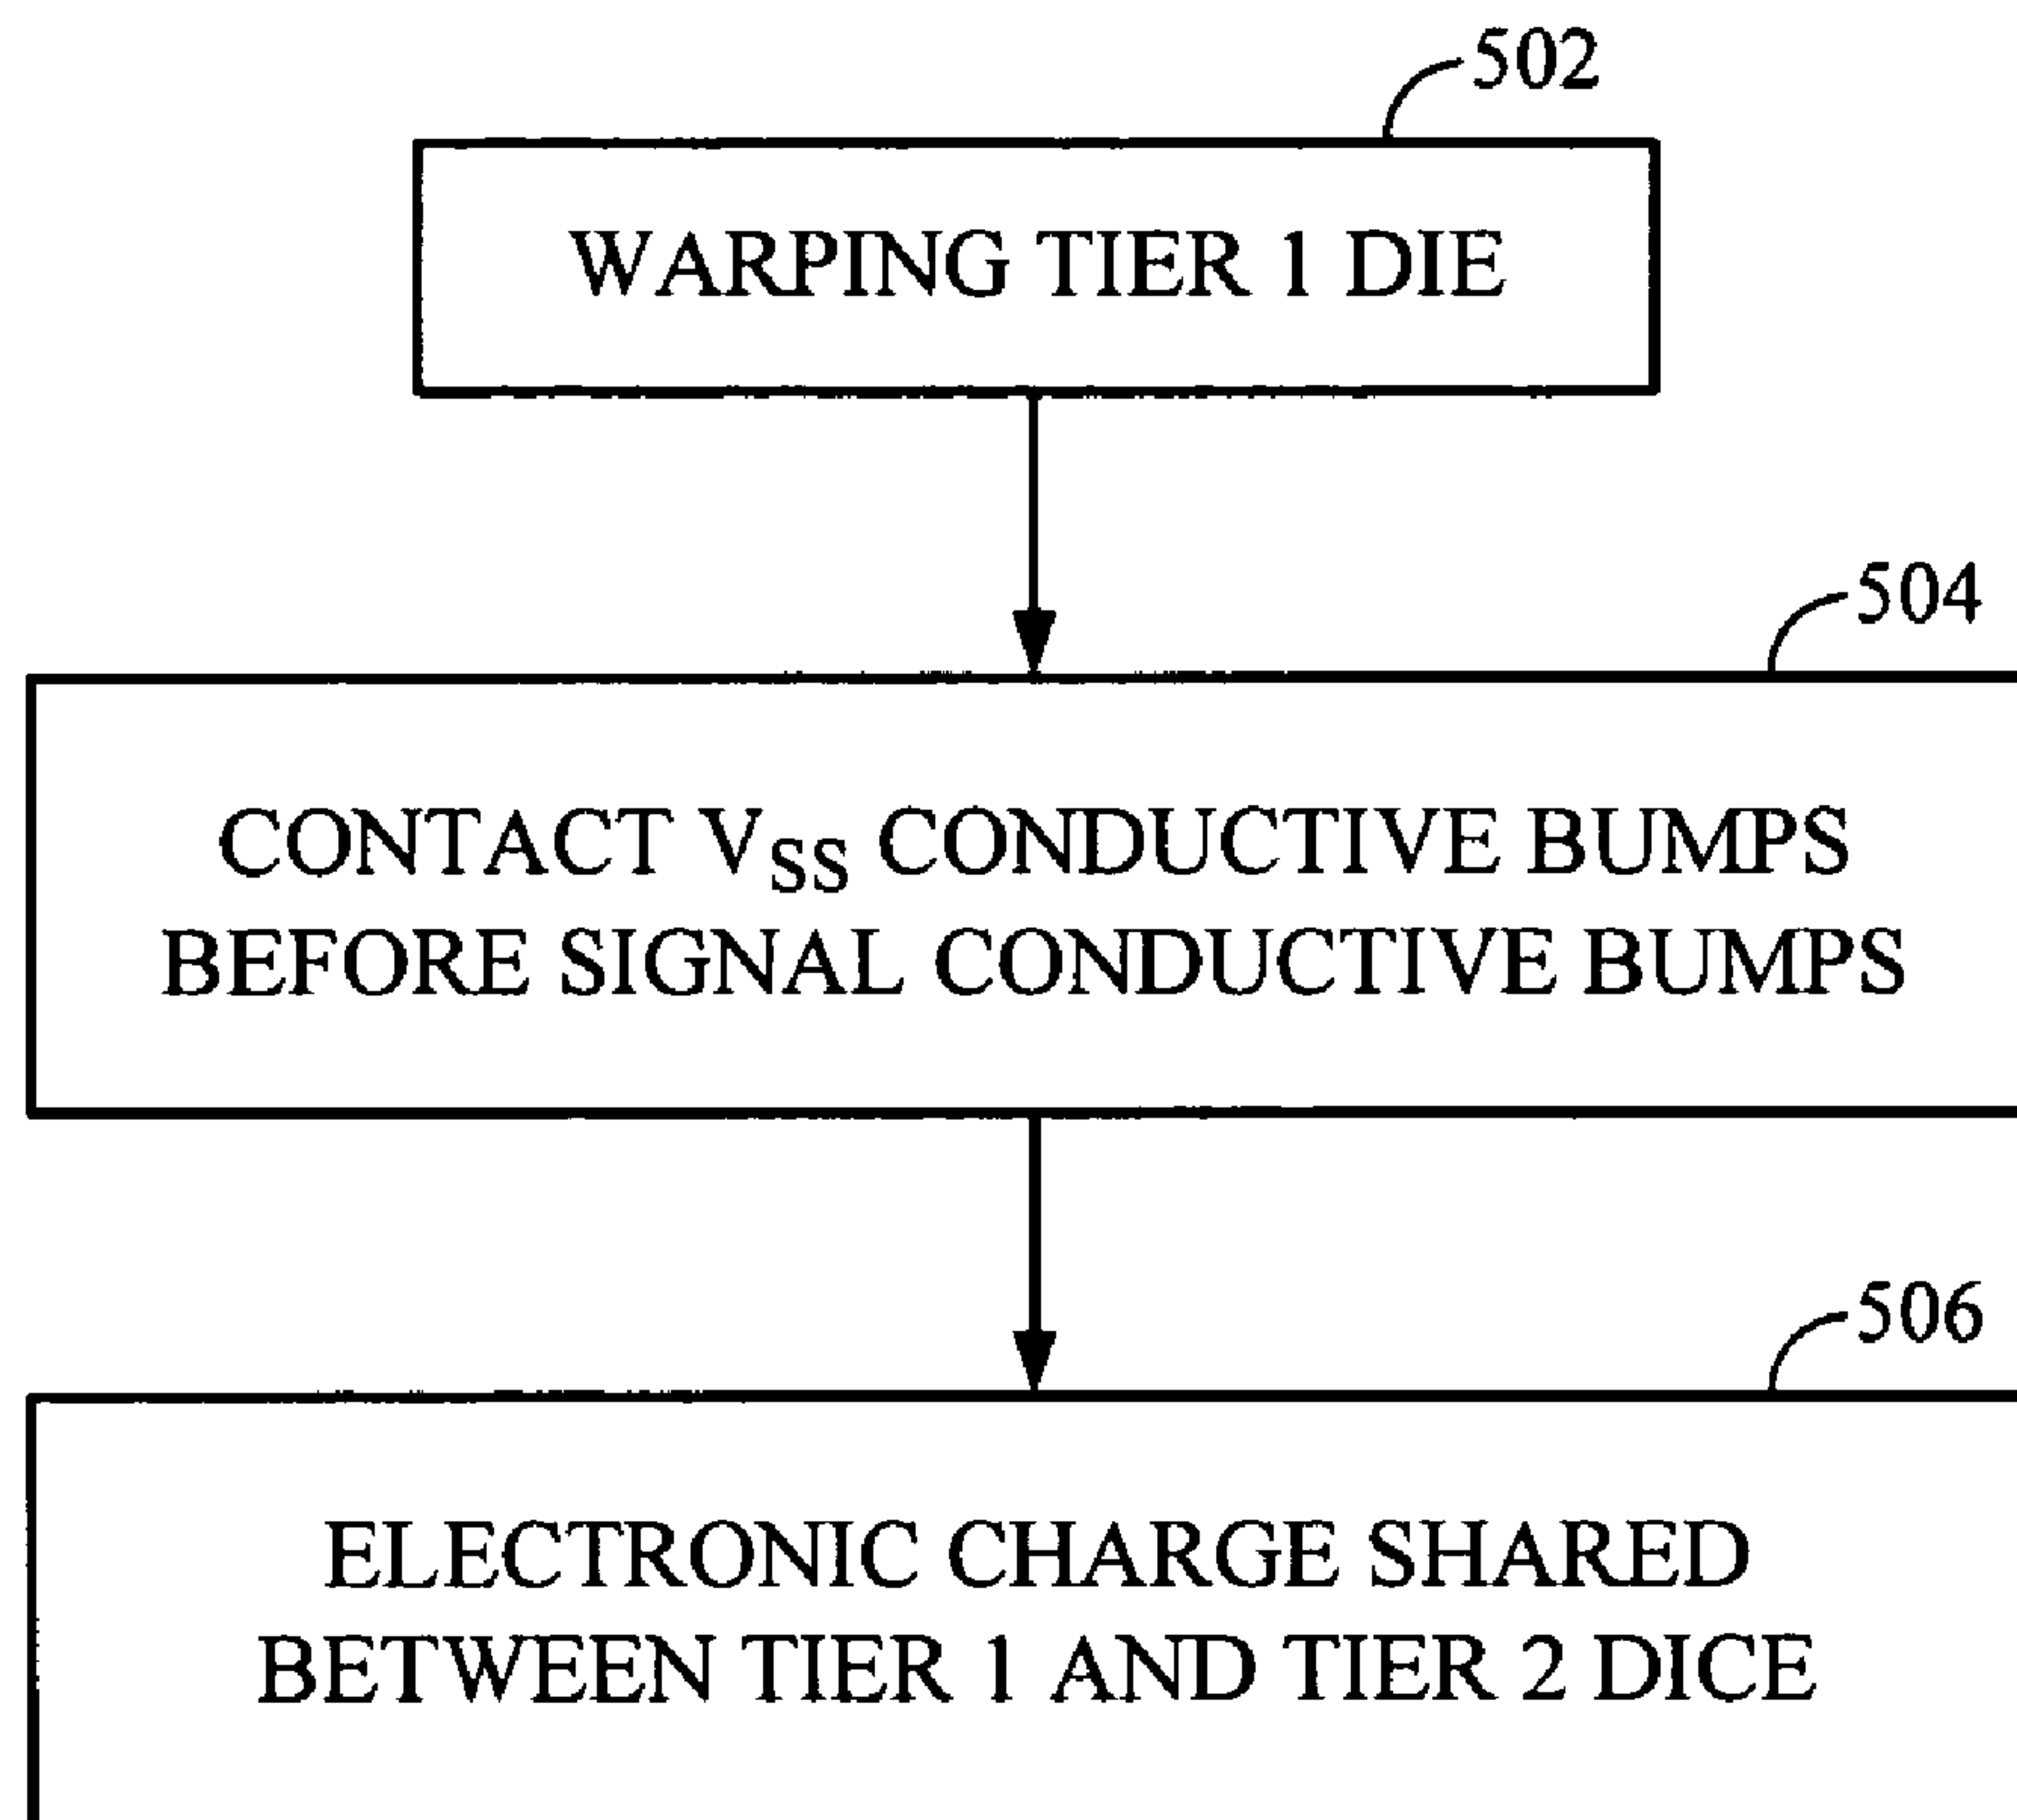 502
WARPING TIER 1 DIE
504
CONTACT VSS CONDUCTIVE BUMPS
BEFORE SIGNAL CONDUCTIVE BUMPS
506
ELECTRONIC CHARGE SHARED
BETWEEN TIER 1 AND TIER 2 DICE